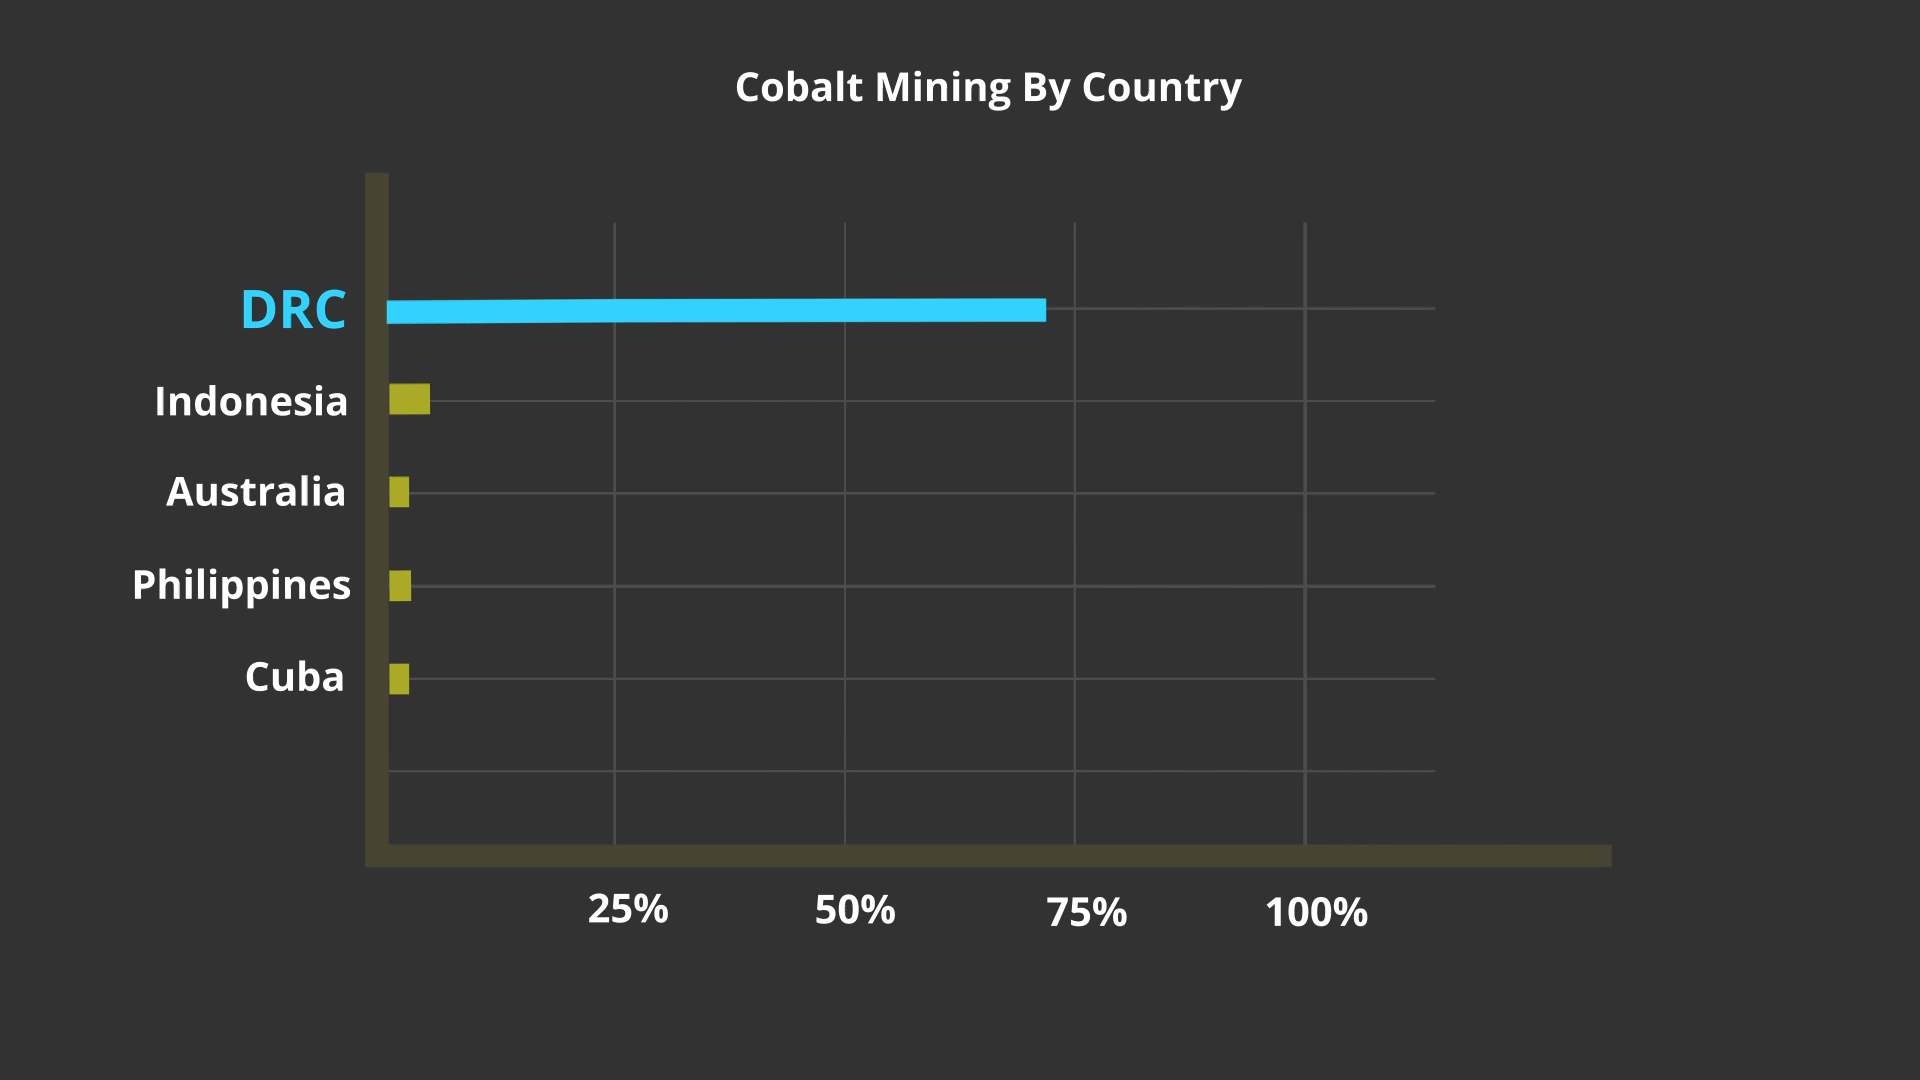 Cobalt Mining By Country
DRC
Indonesia
Australia
Philippines
Cuba
25% 50% 75% 100%